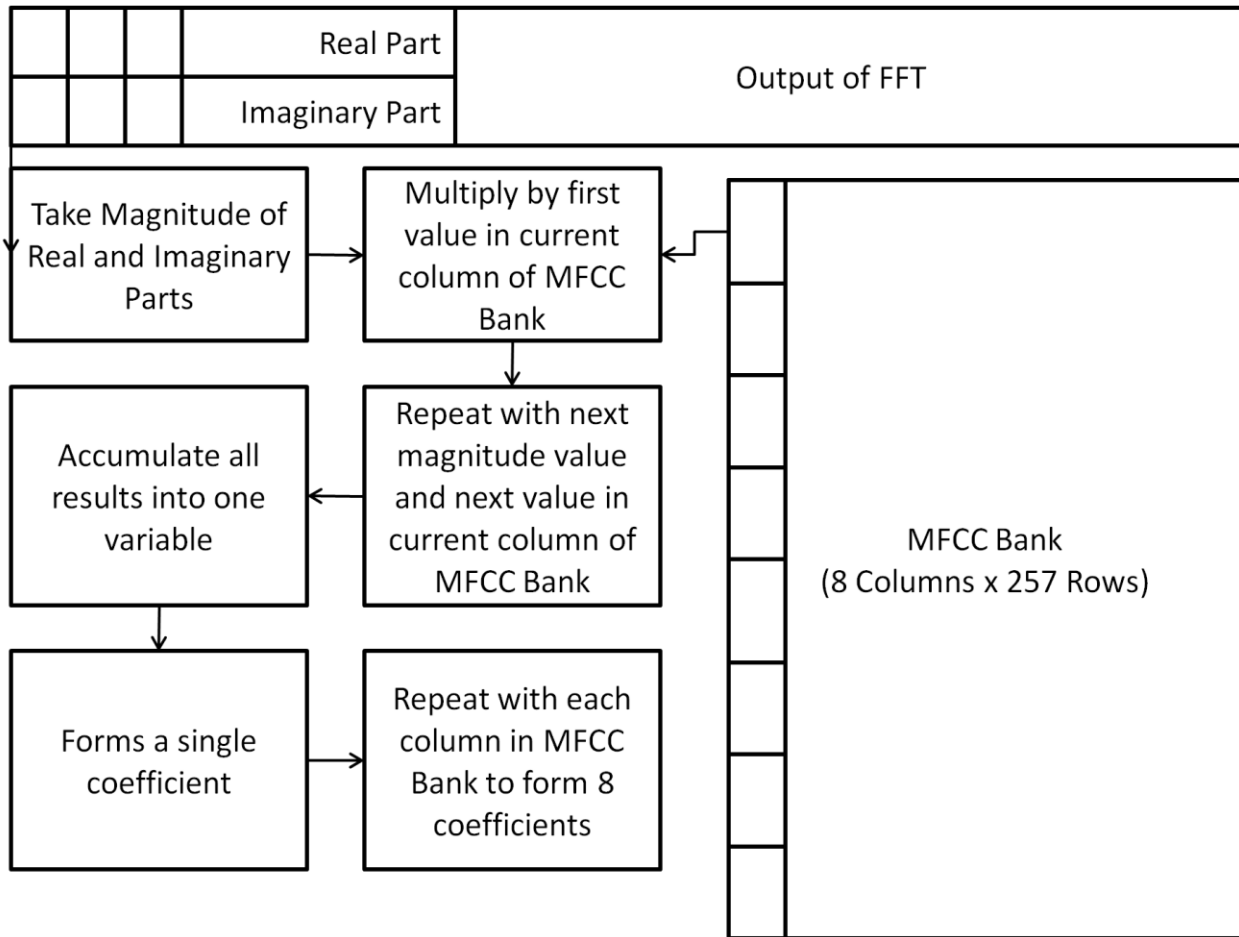 Real Part
Imaginary Part
Output of FFT
Take Magnitude of
Real and Imaginary
Parts
Multiply by first
value in current
column of MFCC
Bank
Accumulate all
results into one
variable
Repeat with next
magnitude value
and next value in
current column of
MFCC Bank
MFCC Bank
(8 Columns x 257 Rows)
Forms a single
coefficient
Repeat with each
column in MFCC
Bank to form 8
coefficients